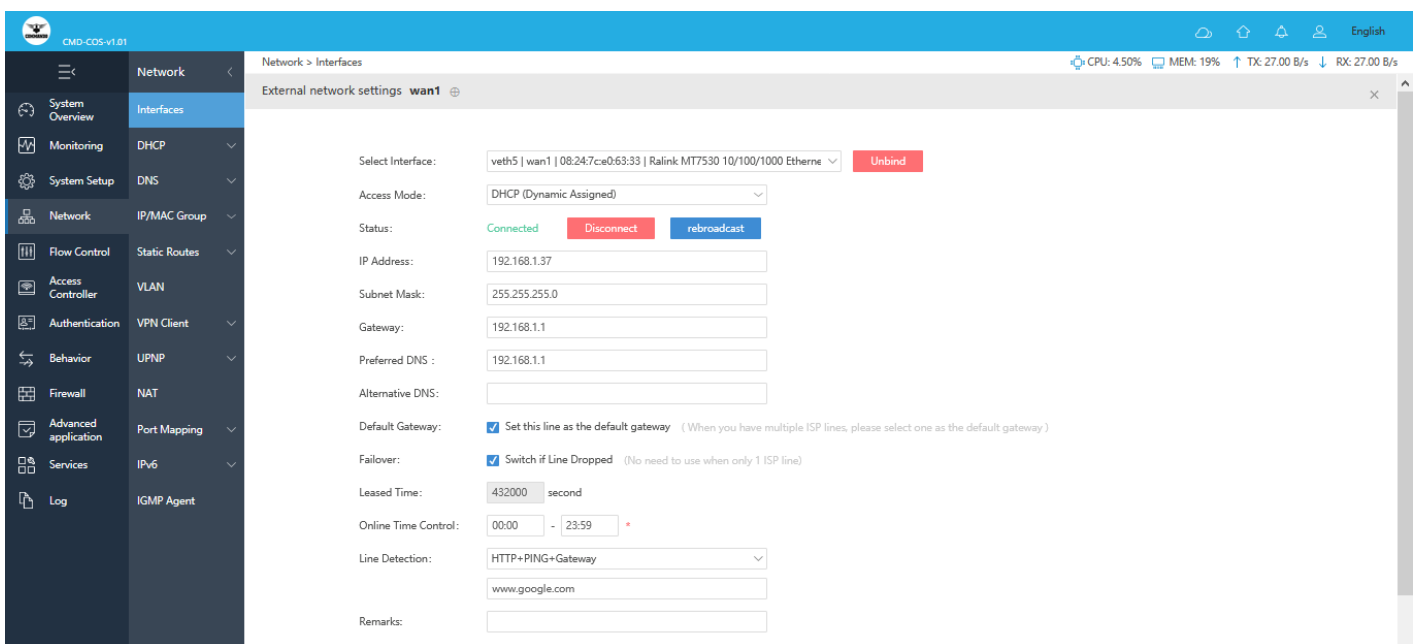 COMMANDO
CMD-COS-v1.01
English
Network
Network > Interfaces
CPU: 4.50% MEM: 19% TX: 27.00 B/s RX: 27.00 B/s
External network settings wan1
System
Overview
Monitoring
System Setup
Network
Flow Control
Access
Controller
Authentication
Behavior
Firewall
Advanced
application
Services
Log
Interfaces
DHCP
DNS
IP/MAC Group
Static Routes
VLAN
VPN Client
UPNP
NAT
Port Mapping
IPv6
IGMP Agent
Select Interface: veth5 | wan1 | 08:24:7c:e0:63:33 | Ralink MT7530 10/100/1000 Etherne Unbind
Access Mode: DHCP (Dynamic Assigned)
Status: Connected Disconnect rebroadcast
IP Address: 192.168.1.37
Subnet Mask: 255.255.255.0
Gateway: 192.168.1.1
Preferred DNS : 192.168.1.1
Alternative DNS:
Default Gateway: Set this line as the default gateway ( When you have multiple ISP lines, please select one as the default gateway )
Failover: Switch if Line Dropped (No need to use when only 1 ISP line)
Leased Time: 432000 second
Online Time Control: 00:00 - 23:59 *
Line Detection: HTTP+PING+Gateway
www.google.com
Remarks: